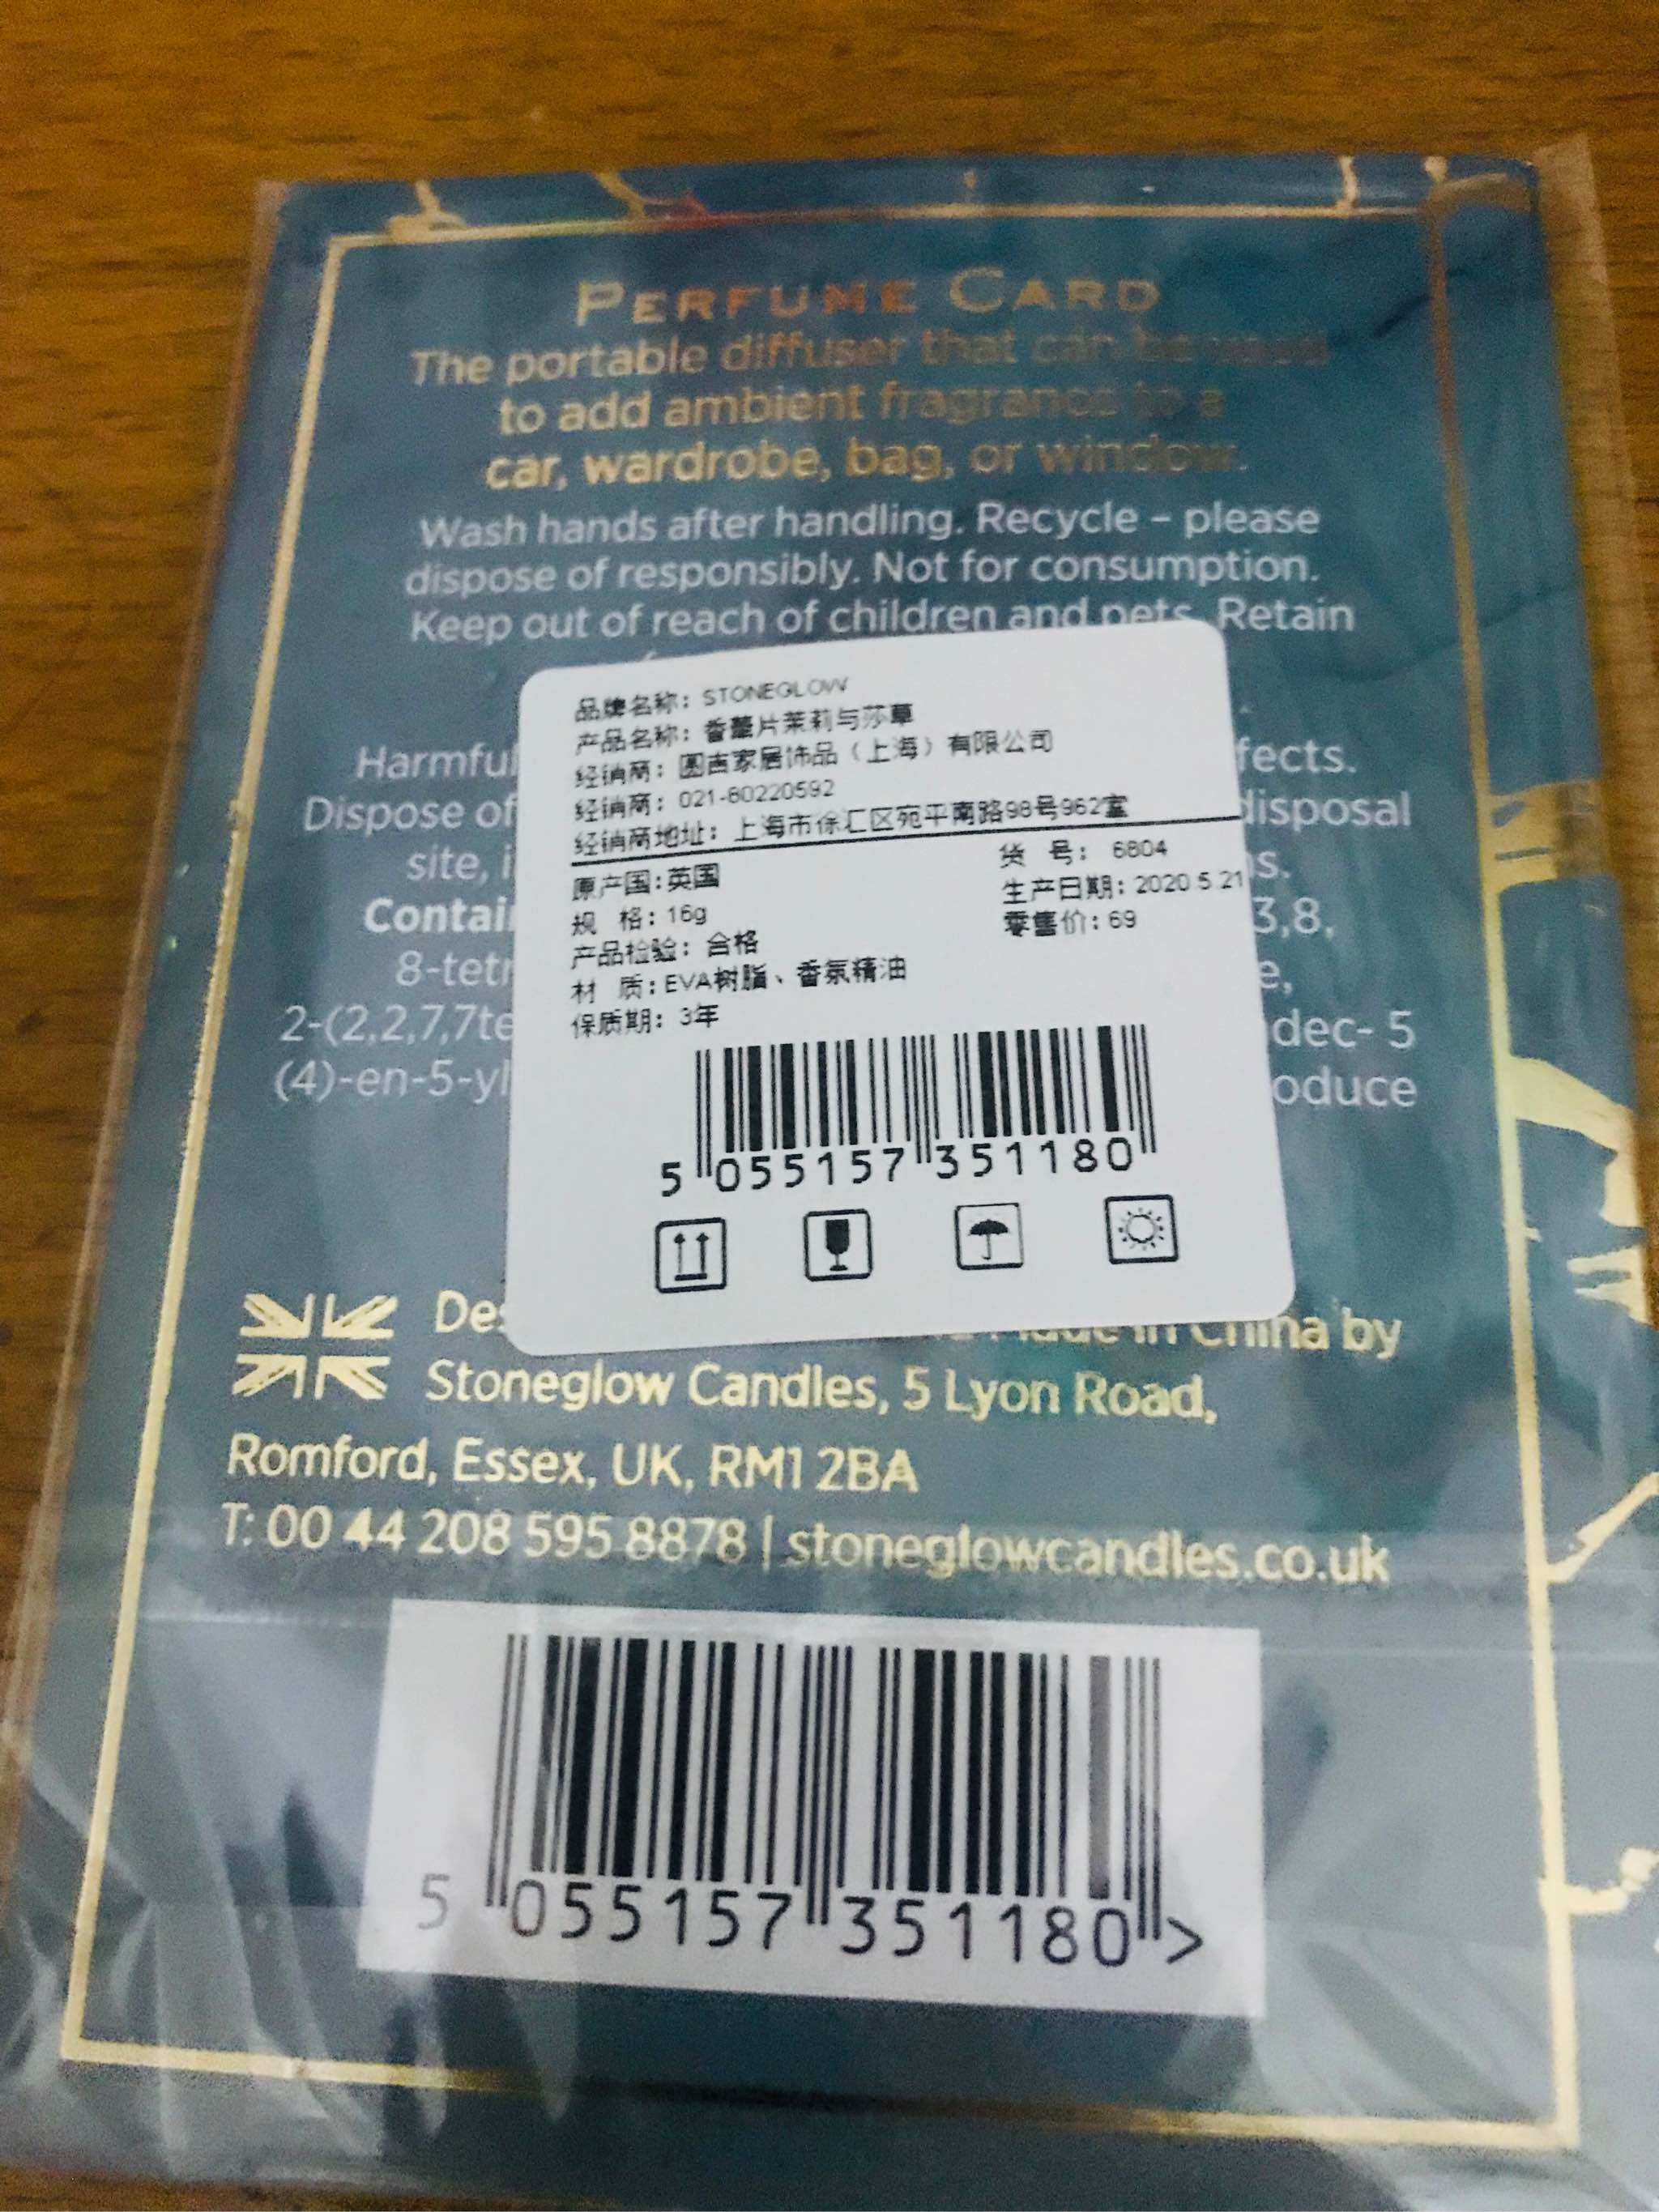 PERFUME CARD
The portable diffuser that can be used
to add ambient fragrance to a
car, wardrobe, bag, or window.
Wash hands after handling. Recycle – please
dispose of responsibly. Not for consumption.
Keep out of reach of children and pets. Retain
品牌名称：STONEGLOW
产品名称：香薰片茉莉与莎草
经销商：圆吉家居饰品（上海）有限公司
经销商：021-60220592
经销商地址：上海市徐汇区宛平南路98号962室
原产国：英国
货 号：6804
规 格：16g
生产日期：2020.5.21
产品检验：合格
零售价：69
材 质：EVA树脂、香氛精油
保质期：3年
5 055157 351180
Harmful fects.
Dispose of disposal
site,
3,8,
2-(2,2,7,7te dec- 5
(4)-en-5-yl oduce
Made in China by
Stoneglow Candles, 5 Lyon Road,
Romford, Essex, UK, RM1 2BA
T: 00 44 208 595 8878 | stoneglowcandles.co.uk
5 055157 351180 >